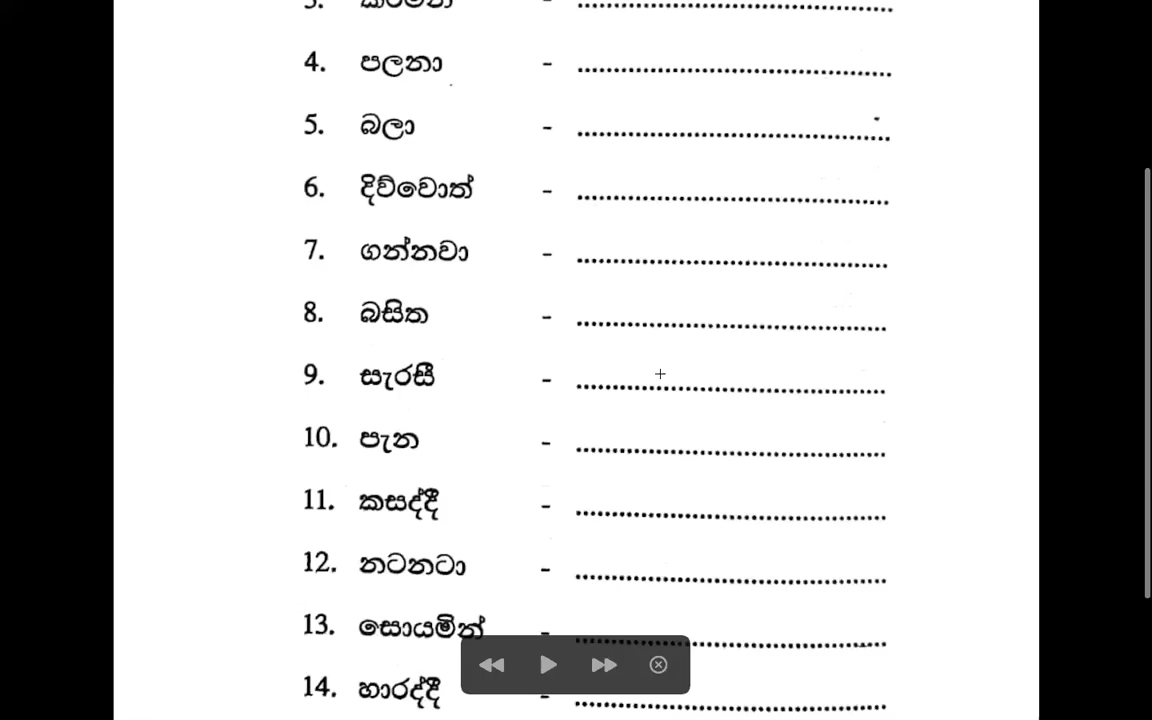 4. පලනා - ........................................
5. බලා - ........................................
6. දිව්වොත් - ........................................
7. ගන්නවා - ........................................
8. බසිත - ........................................
9. සැරසී - ........................................
10. පැන - ........................................
11. කසද්දී - ........................................
12. නටනටා - ........................................
13. සොයමින් - ........................................
14. හාරද්දී - ........................................